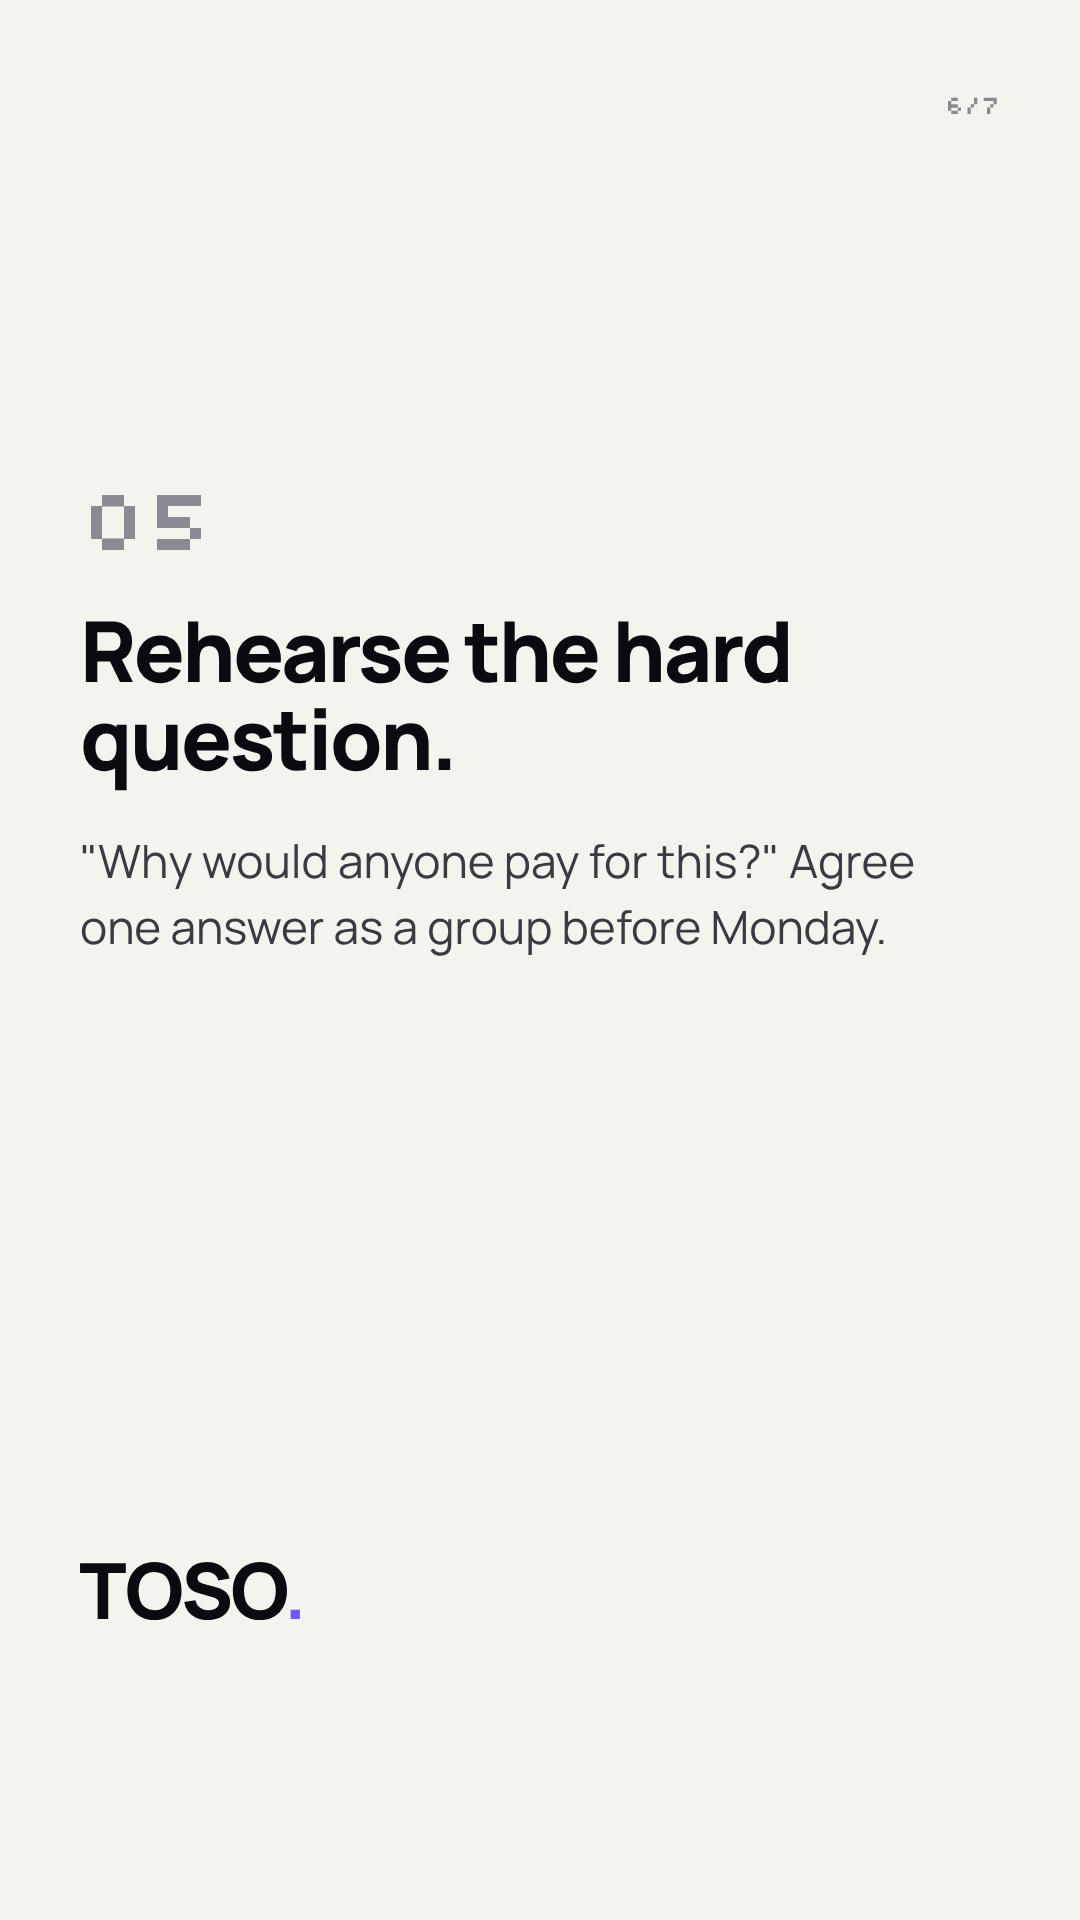 6/7
05
Rehearse the hard
question.
"Why would anyone pay for this?" Agree
one answer as a group before Monday.
TOSO.